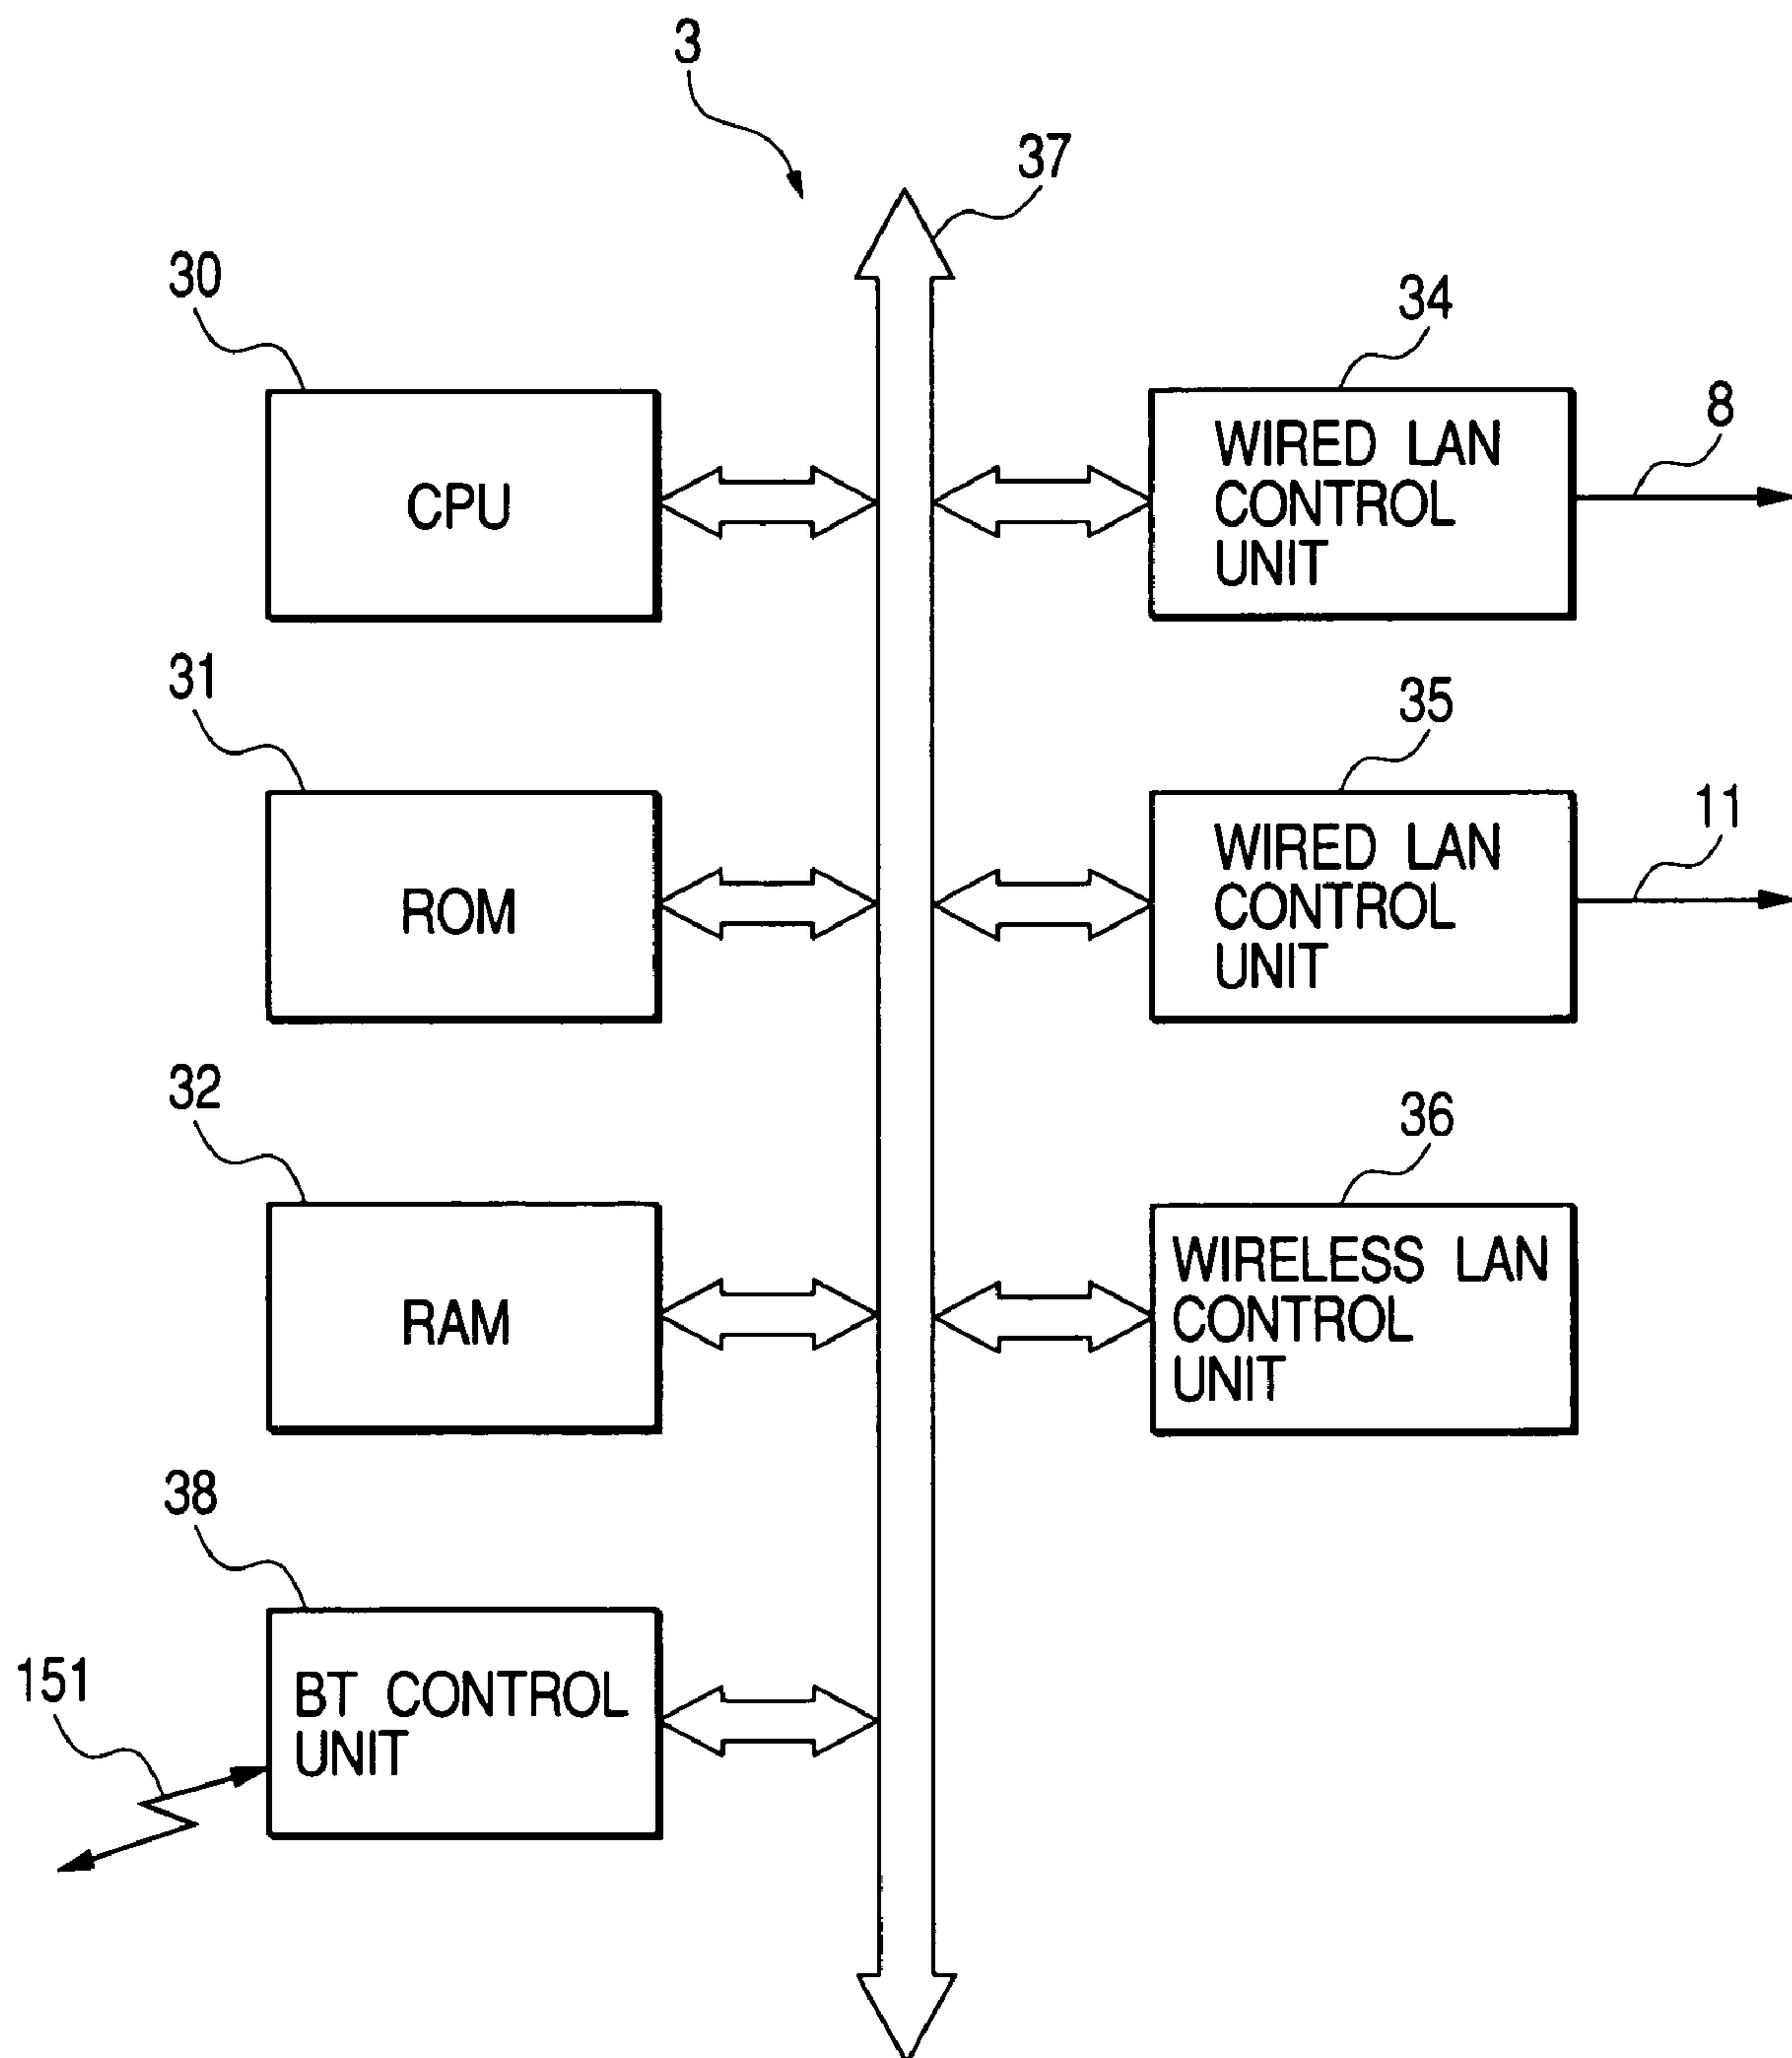 3
37
30
CPU
34
WIRED LAN
CONTROL
UNIT
8
31
ROM
35
WIRED LAN
CONTROL
UNIT
11
32
RAM
36
WIRELESS LAN
CONTROL
UNIT
38
BT CONTROL
UNIT
151